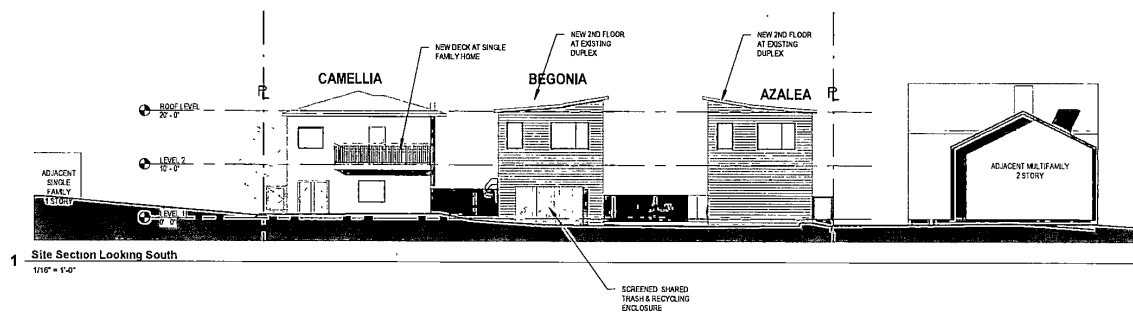 NEW DECK AT SINGLE
FAMILY HOME
NEW 2ND FLOOR
AT EXISTING
DUPLEX
NEW 2ND FLOOR
AT EXISTING
DUPLEX
CAMELLIA
BEGONIA
AZALEA
PL
PL
ROOF LEVEL
20' - 0"
LEVEL 2
10' - 0"
LEVEL 1
0' 0"
ADJACENT
SINGLE
FAMILY
1 STORY
ADJACENT MULTIFAMILY
2 STORY
1 Site Section Looking South
1/16" = 1'-0"
SCREENED SHARED
TRASH & RECYCLING
ENCLOSURE